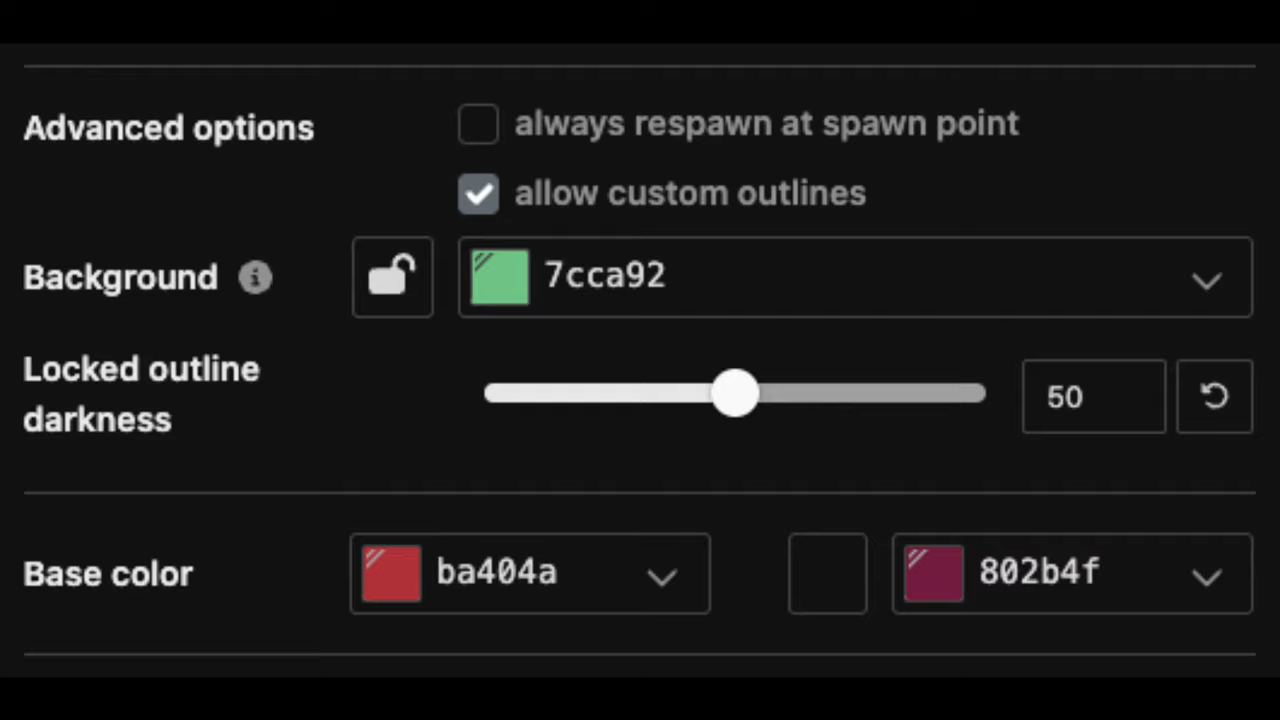 Advanced options
always respawn at spawn point
allow custom outlines
Background
7cca92
Locked outline
darkness
50
Base color
ba404a
802b4f